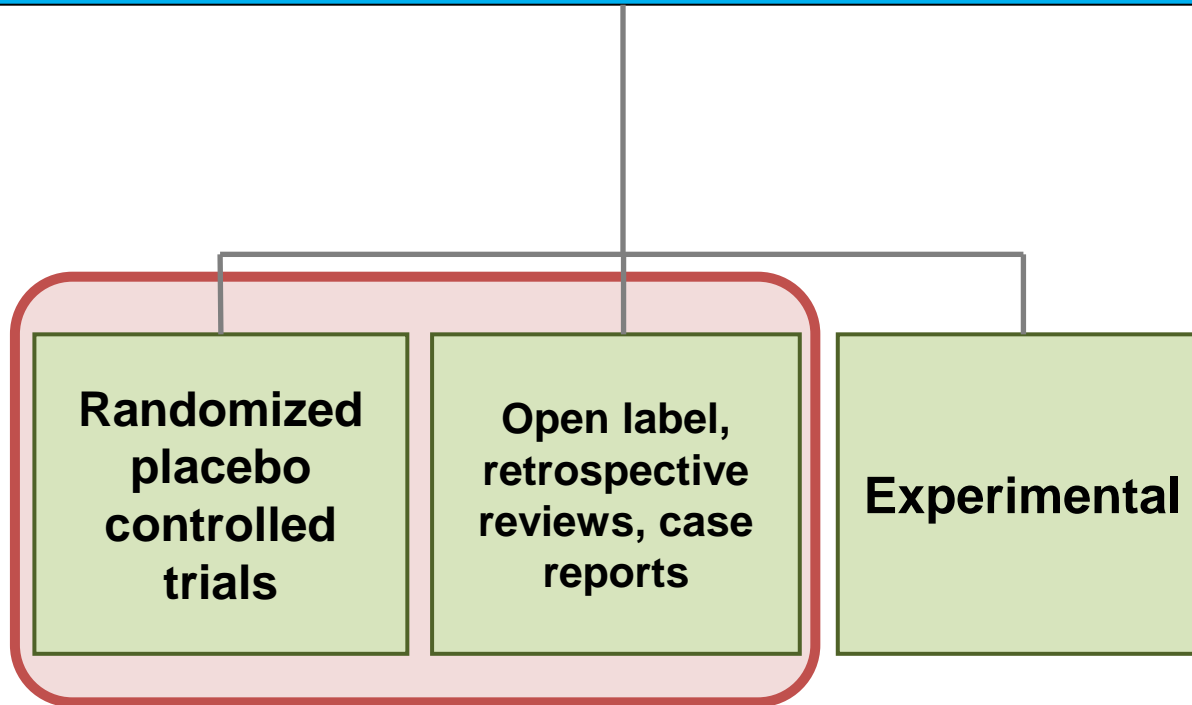 Randomized
placebo
controlled
trials
Open label,
retrospective
reviews, case
reports
Experimental